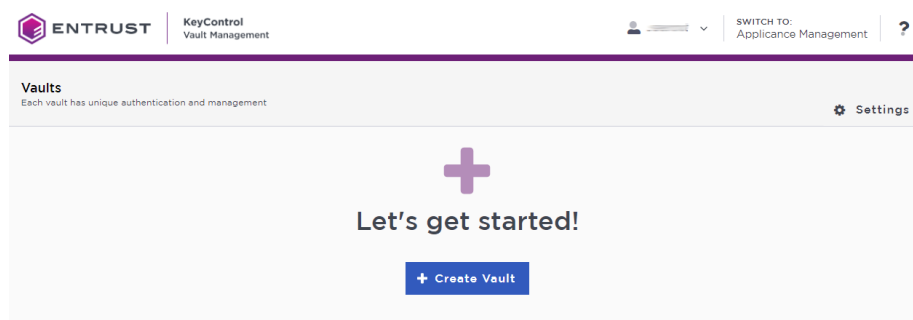 ENTRUST
KeyControl
Vault Management
SWITCH TO:
Applicance Management
?
Vaults
Each vault has unique authentication and management
Settings
Let's get started!
+ Create Vault